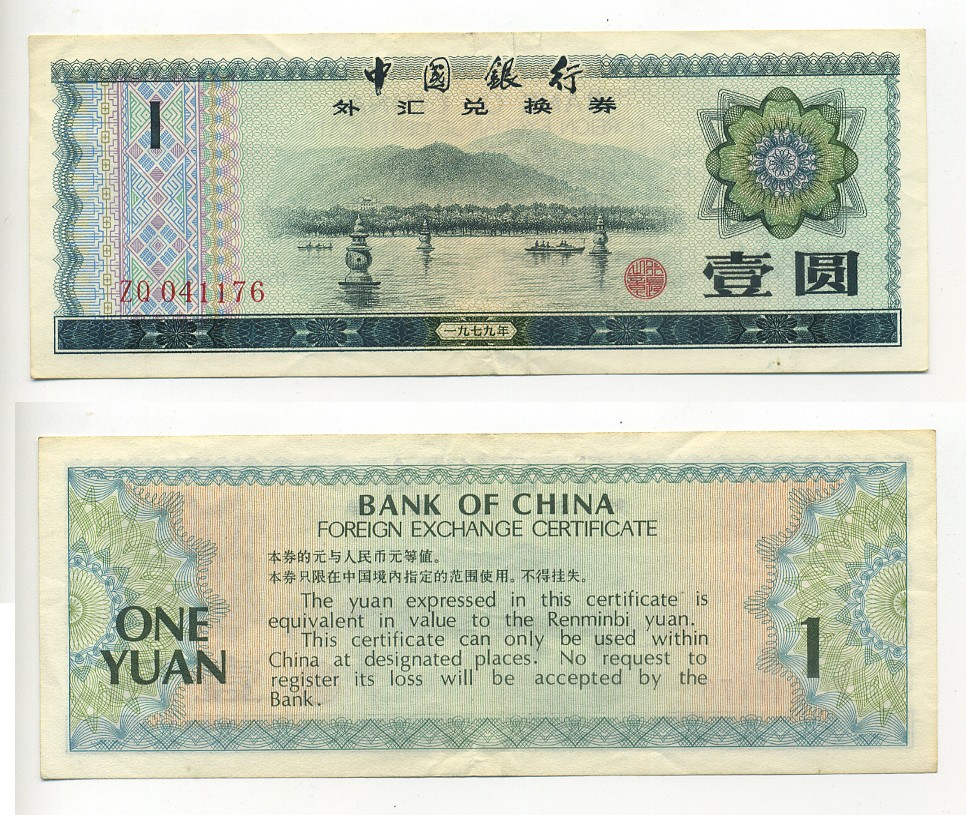 中國銀行
外汇兑换券
1
ZQ 041176
壹圆
一九七九年
BANK OF CHINA
FOREIGN EXCHANGE CERTIFICATE
本券的元与人民币元等值。
本券只限在中国境内指定的范围使用。不得挂失。
ONE
YUAN
The yuan expressed in this certificate is
equivalent in value to the Renminbi yuan.
This certificate can only be used within
China at designated places. No request to
register its loss will be accepted by the
Bank.
1